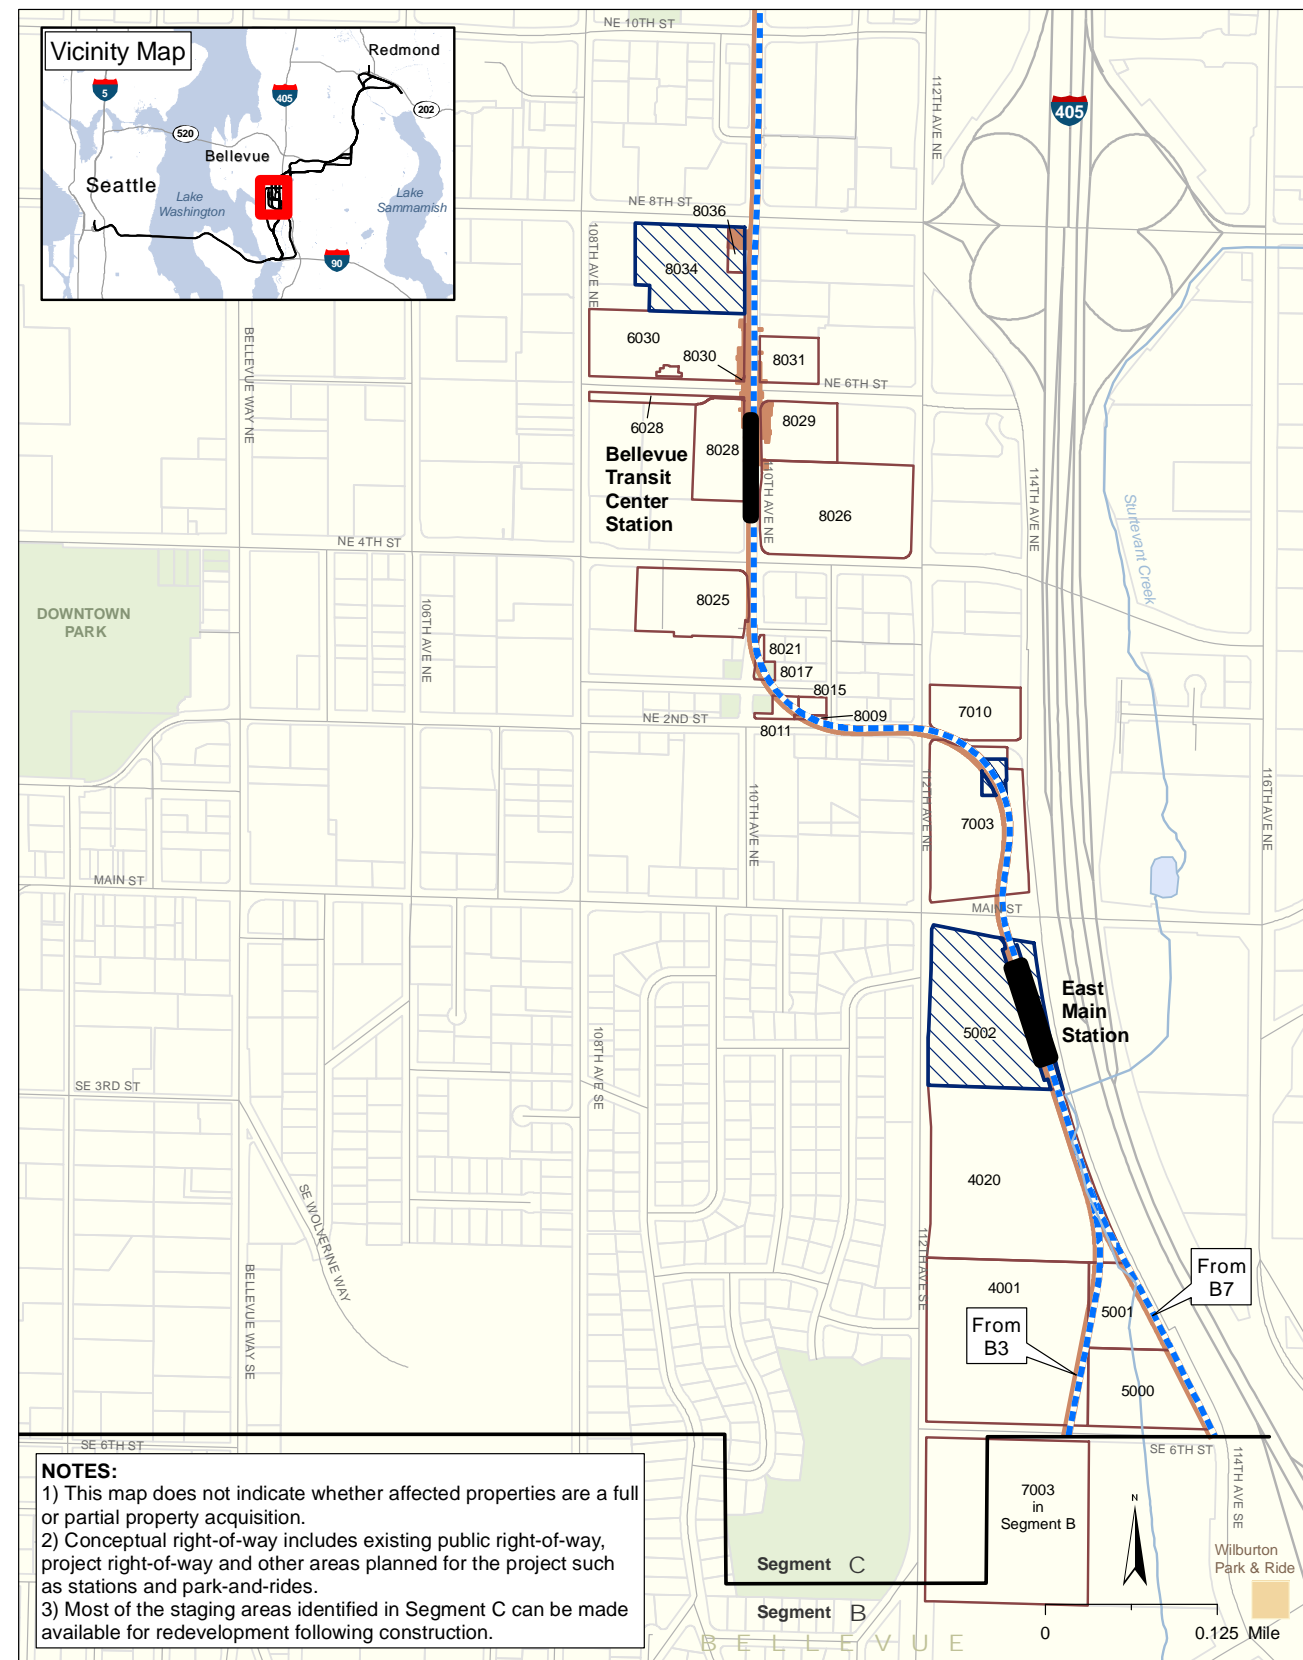 Vicinity Map
Redmond
5
405
202
520
Bellevue
Seattle
Lake
Washington
Lake
Sammamish
90
NE 10TH ST
112TH AVE NE
405
NE 8TH ST
8036
108TH AVE NE
8034
6030
8030
8031
NE 6TH ST
BELLEVUE WAY NE
6028
8028
8029
Bellevue
Transit
Center
Station
110TH AVE NE
8026
114TH AVE NE
Sturtevant Creek
NE 4TH ST
DOWNTOWN
PARK
106TH AVE NE
8025
8021
8017
8015
8009
8011
NE 2ND ST
7010
110TH AVE NE
112TH AVE NE
116TH AVE NE
7003
MAIN ST
MAIN ST
East
Main
Station
5002
108TH AVE SE
SE 3RD ST
SE WOLVERINE WAY
4020
112TH AVE SE
BELLEVUE WAY SE
4001
5001
From
B7
From
B3
5000
SE 6TH ST
SE 6TH ST
114TH AVE SE
NOTES:
1) This map does not indicate whether affected properties are a full
or partial property acquisition.
2) Conceptual right-of-way includes existing public right-of-way,
project right-of-way and other areas planned for the project such
as stations and park-and-rides.
3) Most of the staging areas identified in Segment C can be made
available for redevelopment following construction.
7003
in
Segment B
N
Segment C
Segment B
Wilburton
Park & Ride
BELLEVUE
0
0.125 Mile